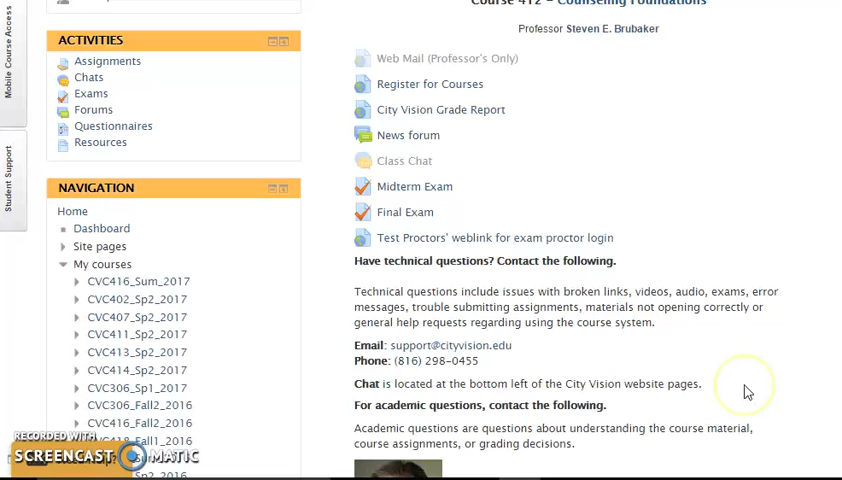 Mobile Course Access
Student Support
ACTIVITIES
Assignments
Chats
Exams
Forums
Questionnaires
Resources
NAVIGATION
Home
Dashboard
Site pages
My courses
CVC416_Sum_2017
CVC402_Sp2_2017
CVC407_Sp2_2017
CVC411_Sp2_2017
CVC413_Sp2_2017
CVC414_Sp2_2017
CVC306_Sp1_2017
CVC306_Fall2_2016
CVC416_Fall2_2016
CVC418_Fall1_2016
Sp2_2016
RECORDED WITH
SCREENCAST MATIC
Course 412 – Counseling Foundations
Professor Steven E. Brubaker
Web Mail (Professor's Only)
Register for Courses
City Vision Grade Report
News forum
Class Chat
Midterm Exam
Final Exam
Test Proctors' weblink for exam proctor login
Have technical questions? Contact the following.
Technical questions include issues with broken links, videos, audio, exams, error
messages, trouble submitting assignments, materials not opening correctly or
general help requests regarding using the course system.
Email: support@cityvision.edu
Phone: (816) 298-0455
Chat is located at the bottom left of the City Vision website pages.
For academic questions, contact the following.
Academic questions are questions about understanding the course material,
course assignments, or grading decisions.